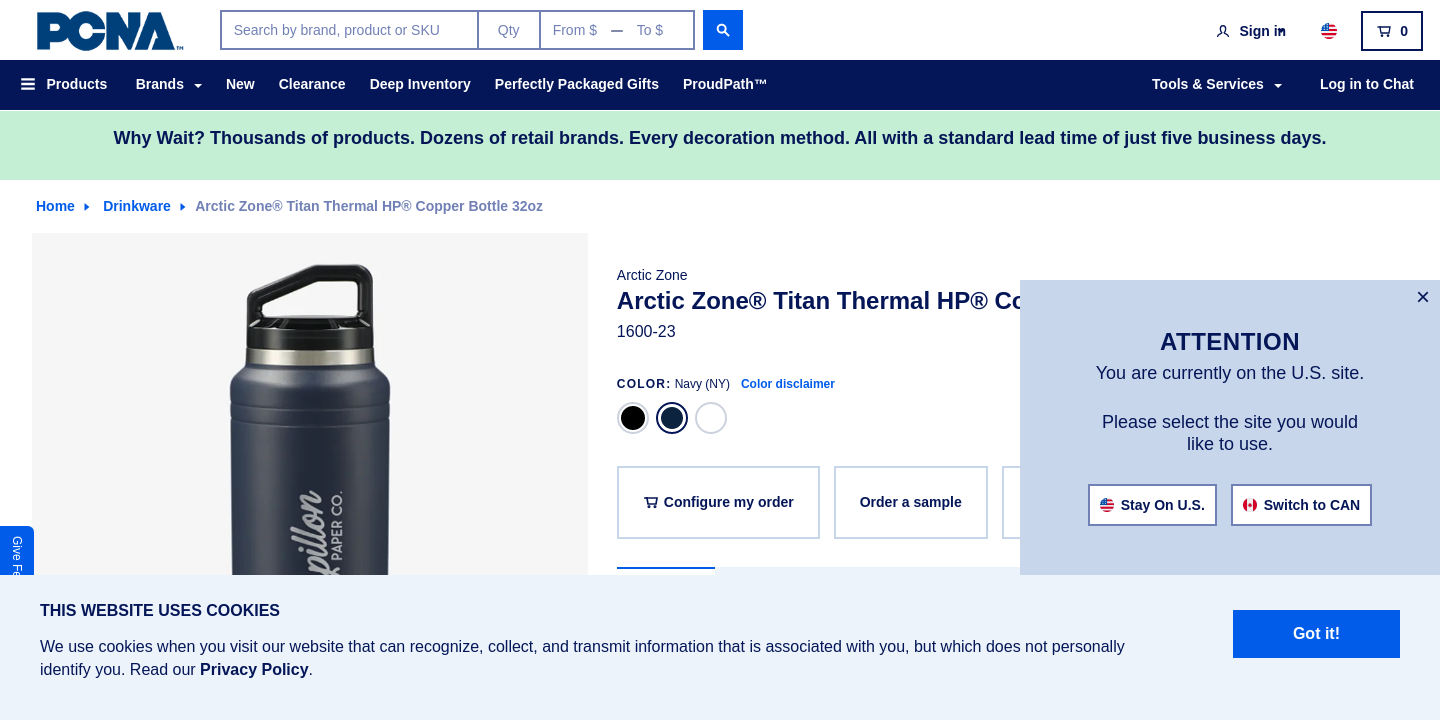 PCNA™
Search by brand, product or SKU
Qty
From $ — To $
Sign in
0
Products
Brands
New
Clearance
Deep Inventory
Perfectly Packaged Gifts
ProudPath™
Tools & Services
Log in to Chat
Why Wait? Thousands of products. Dozens of retail brands. Every decoration method. All with a standard lead time of just five business days.
Home
Drinkware
Arctic Zone® Titan Thermal HP® Copper Bottle 32oz
Arctic Zone
Arctic Zone® Titan Thermal HP® Co
1600-23
COLOR: Navy (NY) Color disclaimer
Configure my order
Order a sample
pillon
PAPER CO.
Give Fe
×
ATTENTION
You are currently on the U.S. site.
Please select the site you would
like to use.
Stay On U.S.
Switch to CAN
THIS WEBSITE USES COOKIES
We use cookies when you visit our website that can recognize, collect, and transmit information that is associated with you, but which does not personally
identify you. Read our Privacy Policy.
Got it!